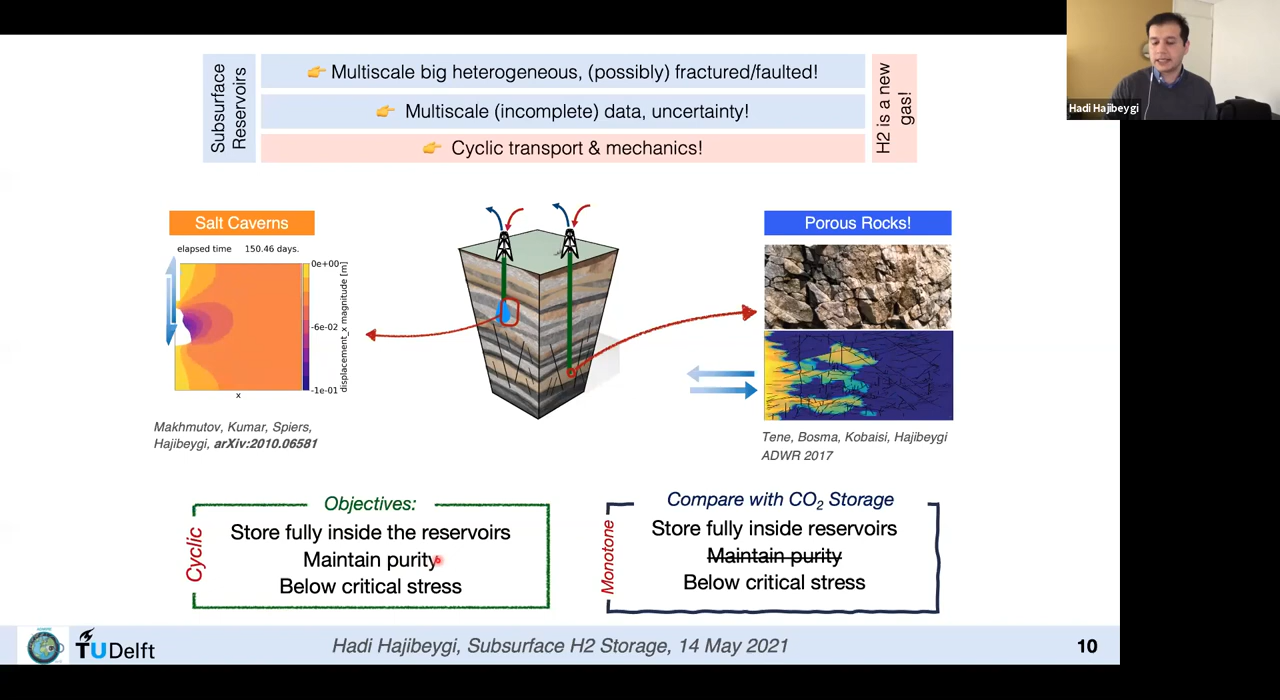 Subsurface
Reservoirs
👉 Multiscale big heterogeneous, (possibly) fractured/faulted!
👉 Multiscale (incomplete) data, uncertainty!
👉 Cyclic transport & mechanics!
H2 is a new
gas!
Hadi Hajibeygi
Salt Caverns
elapsed time 150.46 days.
0e+00
-6e-02
-1e-01
displacement_x magnitude [m]
x
Makhmutov, Kumar, Spiers,
Hajibeygi, arXiv:2010.06581
Porous Rocks!
Tene, Bosma, Kobaisi, Hajibeygi
ADWR 2017
Objectives:
Cyclic
Store fully inside the reservoirs
Maintain purity
Below critical stress
Compare with CO₂ Storage
Monotone
Store fully inside reservoirs
Maintain purity
Below critical stress
TUDelft
Hadi Hajibeygi, Subsurface H2 Storage, 14 May 2021
10